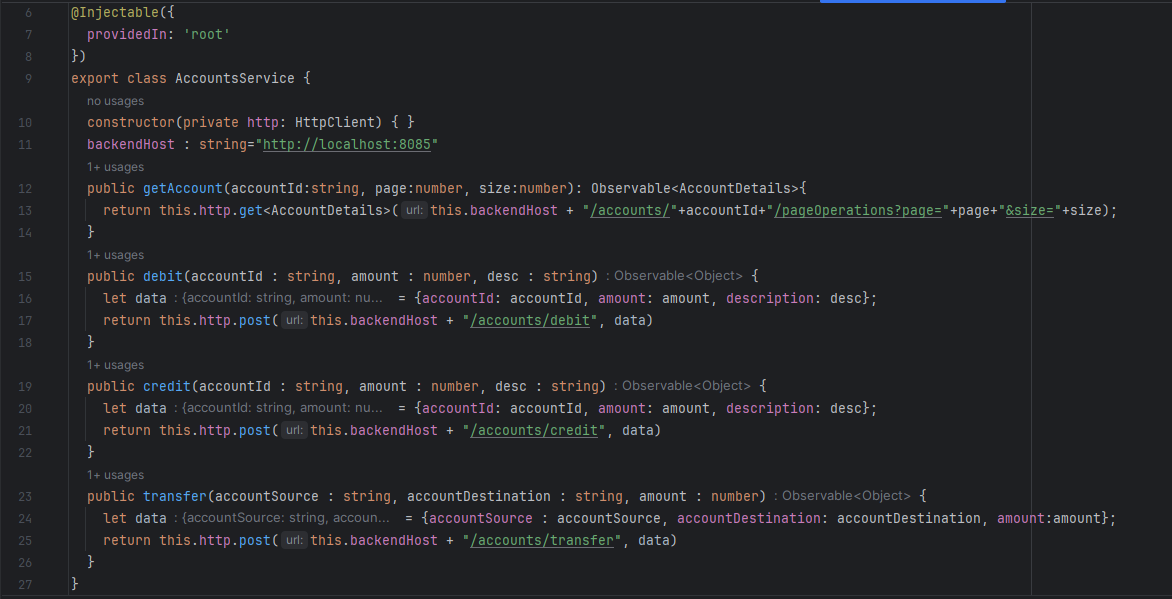 6 @Injectable({
7 providedIn: 'root'
8 })
9 export class AccountsService {
no usages
10 constructor(private http: HttpClient) { }
11 backendHost : string="http://localhost:8085"
1+ usages
12 public getAccount(accountId:string, page:number, size:number): Observable<AccountDetails>{
13 return this.http.get<AccountDetails>( url: this.backendHost + "/accounts/"+accountId+"/pageOperations?page="+page+"&size="+size);
14 }
1+ usages
15 public debit(accountId : string, amount : number, desc : string) : Observable<Object> {
16 let data : {accountId: string, amount: nu... = {accountId: accountId, amount: amount, description: desc};
17 return this.http.post( url: this.backendHost + "/accounts/debit", data)
18 }
1+ usages
19 public credit(accountId : string, amount : number, desc : string) : Observable<Object> {
20 let data : {accountId: string, amount: nu... = {accountId: accountId, amount: amount, description: desc};
21 return this.http.post( url: this.backendHost + "/accounts/credit", data)
22 }
1+ usages
23 public transfer(accountSource : string, accountDestination : string, amount : number) : Observable<Object> {
24 let data : {accountSource: string, accoun... = {accountSource : accountSource, accountDestination: accountDestination, amount:amount};
25 return this.http.post( url: this.backendHost + "/accounts/transfer", data)
26 }
27 }